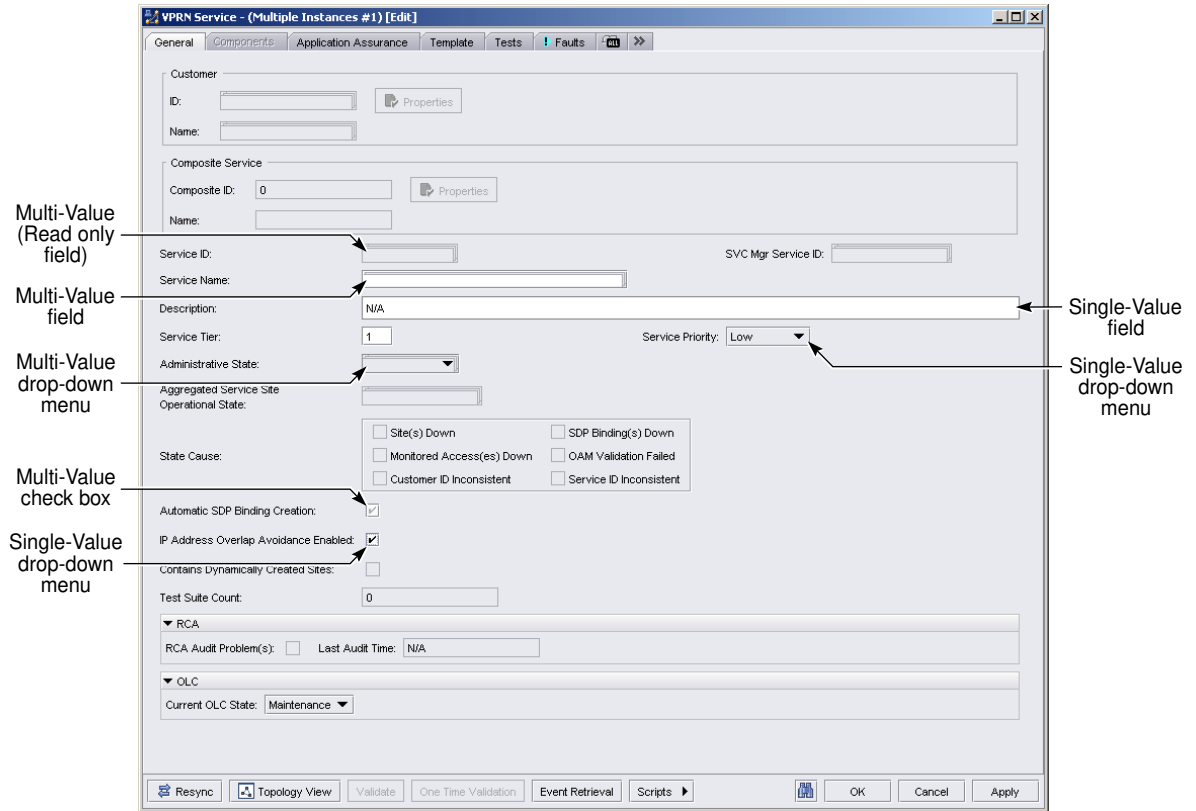 VPRN Service - (Multiple Instances #1) [Edit]
General Components Application Assurance Template Tests ! Faults ALL >>
Customer
ID: Properties
Name:
Composite Service
Composite ID: 0 Properties
Name:
Multi-Value
(Read only
field)
Service ID: SVC Mgr Service ID:
Service Name:
Multi-Value
field
Description: N/A
Single-Value
field
Service Tier: 1 Service Priority: Low
Multi-Value
drop-down
menu
Administrative State:
Single-Value
drop-down
menu
Aggregated Service Site
Operational State:
State Cause:
Site(s) Down SDP Binding(s) Down
Monitored Access(es) Down OAM Validation Failed
Customer ID Inconsistent Service ID Inconsistent
Multi-Value
check box
Automatic SDP Binding Creation:
Single-Value
drop-down
menu
IP Address Overlap Avoidance Enabled:
Contains Dynamically Created Sites:
Test Suite Count: 0
RCA
RCA Audit Problem(s): Last Audit Time: N/A
OLC
Current OLC State: Maintenance
Resync Topology View Validate One Time Validation Event Retrieval Scripts OK Cancel Apply